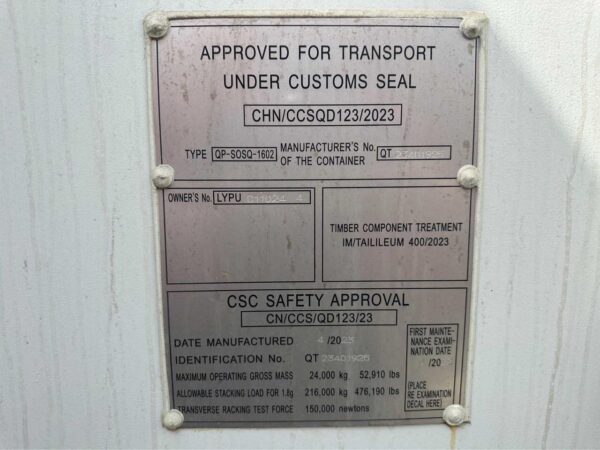 APPROVED FOR TRANSPORT
UNDER CUSTOMS SEAL
CHN/CCSQD123/2023
TYPE QP-SOSQ-1602 MANUFACTURER'S No. OF THE CONTAINER QT
OWNER'S No. LYPU
TIMBER COMPONENT TREATMENT
IM/TAILILEUM 400/2023
CSC SAFETY APPROVAL
CN/CCS/QD123/23
DATE MANUFACTURED 4 /2023
IDENTIFICATION No. QT 23401925
MAXIMUM OPERATING GROSS MASS 24,000 kg 52,910 lbs
ALLOWABLE STACKING LOAD FOR 1.8g 216,000 kg 476,190 lbs
TRANSVERSE RACKING TEST FORCE 150,000 newtons
FIRST MAINTE-
NANCE EXAMI-
NATION DATE
/20
(PLACE
RE EXAMINATION
DECAL HERE)